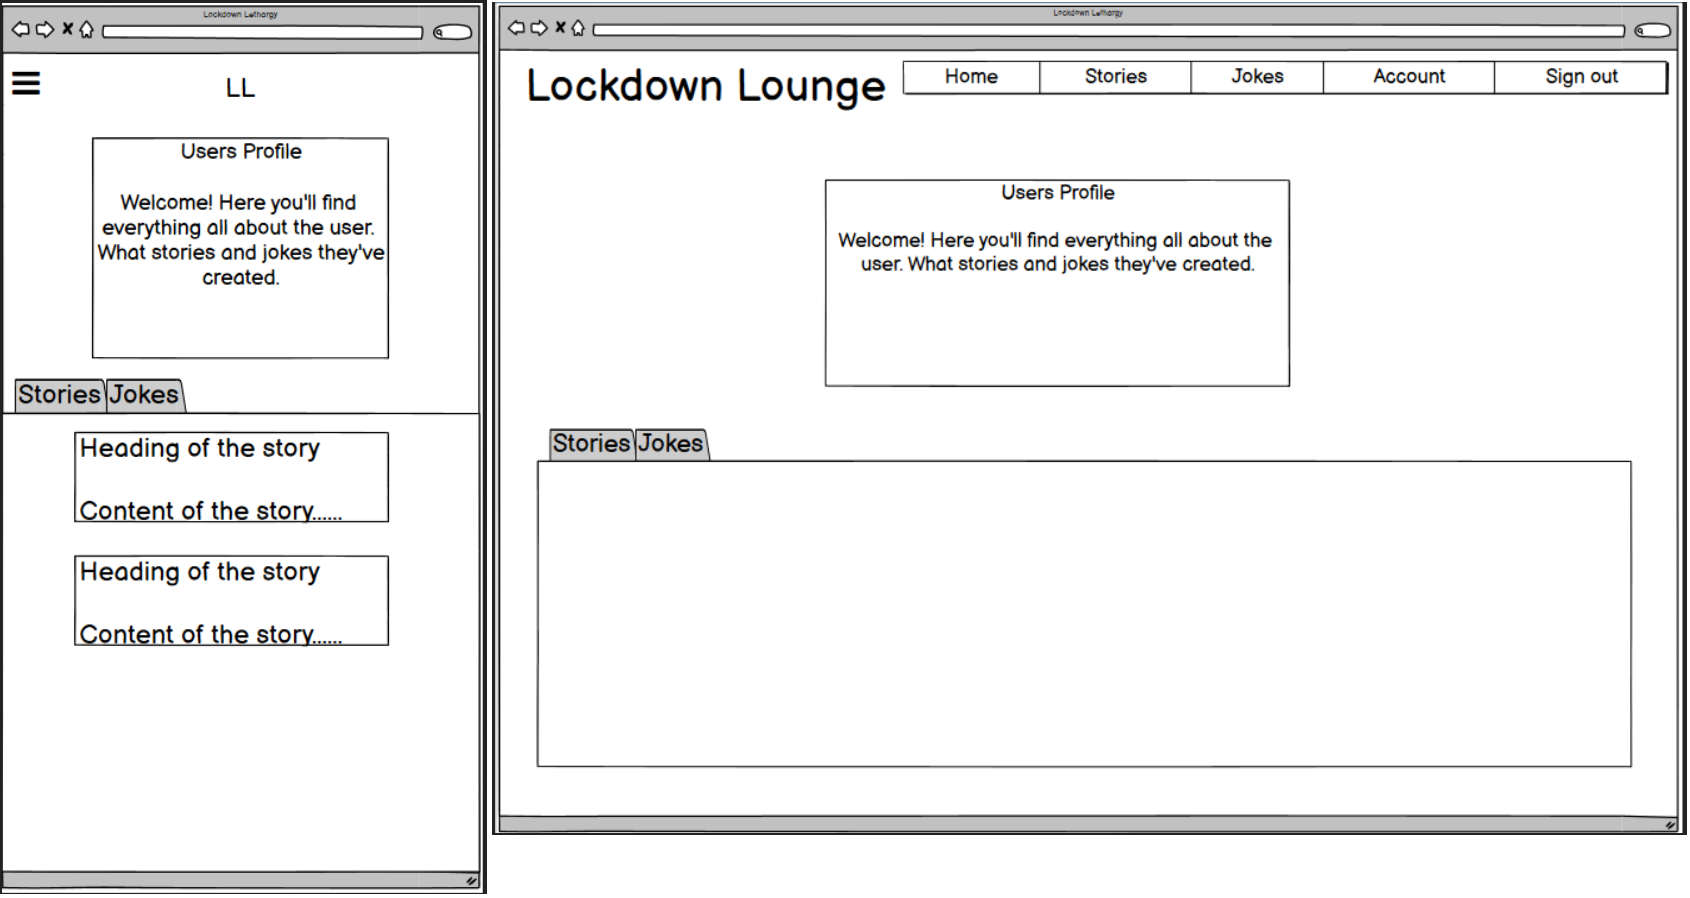 Lockdown Lethargy
LL
Users Profile
Welcome! Here you'll find
everything all about the user.
What stories and jokes they've
created.
Stories Jokes
Heading of the story
Content of the story......
Heading of the story
Content of the story......
Lockdown Lethargy
Lockdown Lounge
Home Stories Jokes Account Sign out
Users Profile
Welcome! Here you'll find everything all about the
user. What stories and jokes they've created.
Stories Jokes